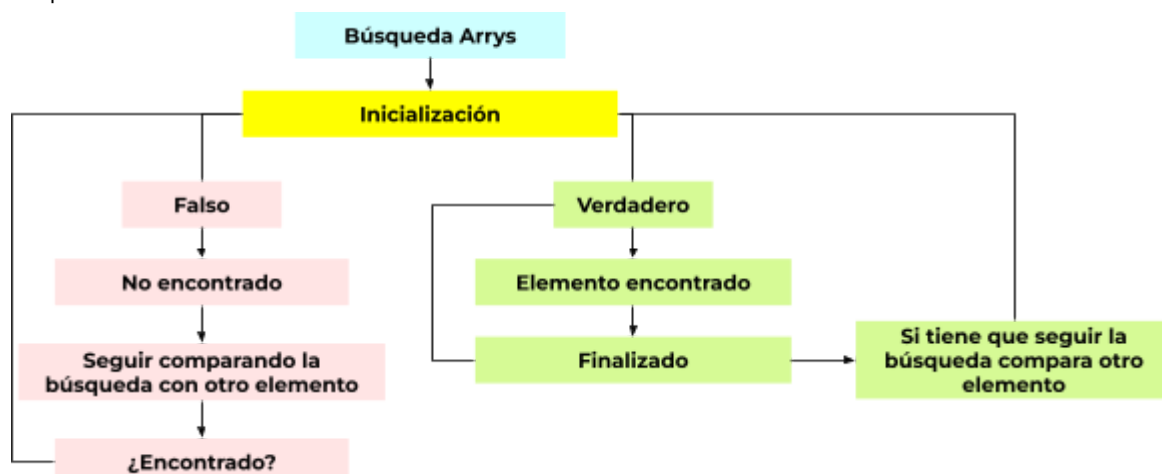 Búsqueda Arrys
Inicialización
Falso
Verdadero
No encontrado
Elemento encontrado
Seguir comparando la
búsqueda con otro elemento
Finalizado
Si tiene que seguir la
búsqueda compara otro
elemento
¿Encontrado?